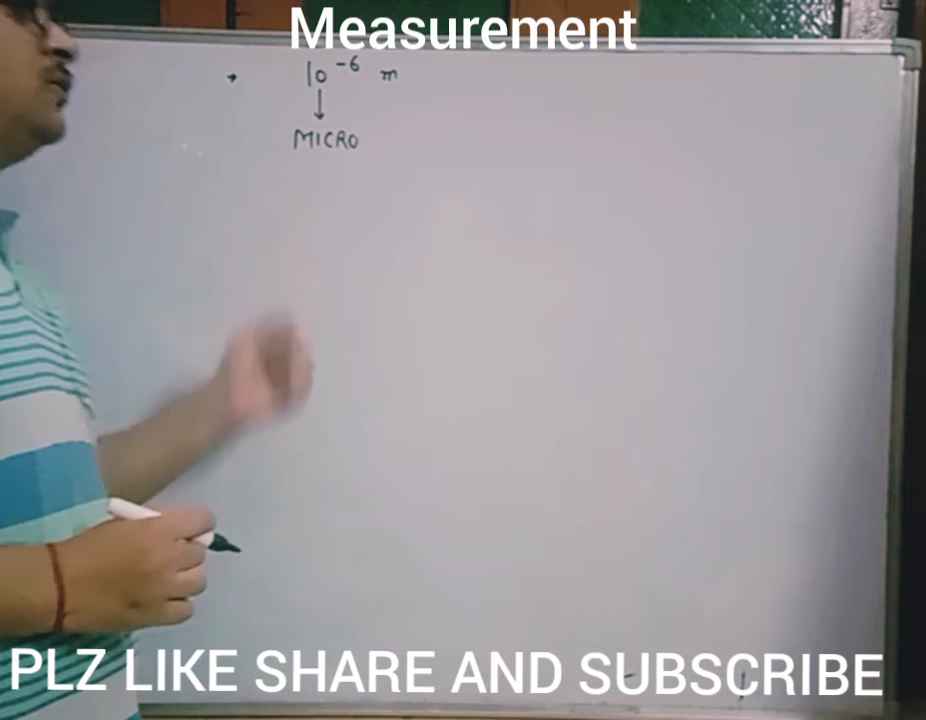 Measurement
→ 10⁻⁶ m
↓
MICRO
PLZ LIKE SHARE AND SUBSCRIBE